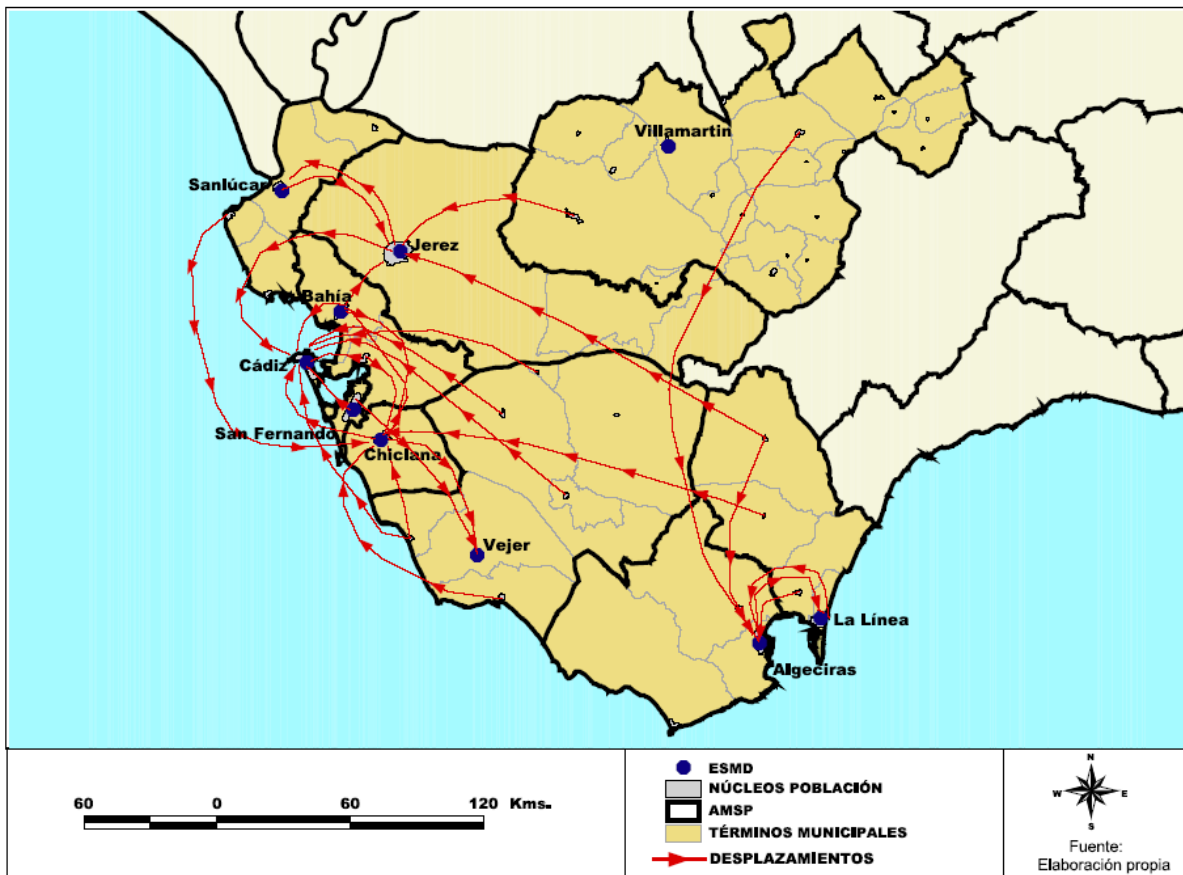 Villamartin
Sanlúcar
Jerez
Bahía
Cádiz
San Fernando
Chiclana
Vejer
La Línea
Algeciras
60 0 60 120 Kms.
ESMD
NÚCLEOS POBLACIÓN
AMSP
TÉRMINOS MUNICIPALES
DESPLAZAMIENTOS
N
W E
S
Fuente:
Elaboración propia